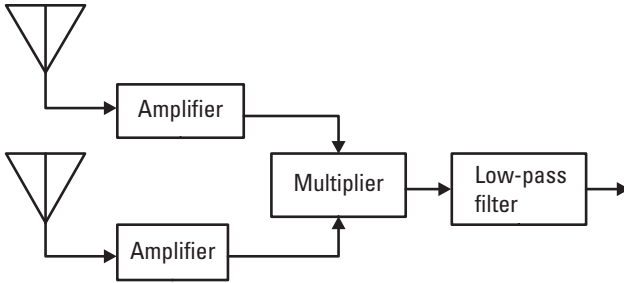 Amplifier
Multiplier
Low-pass
filter
Amplifier